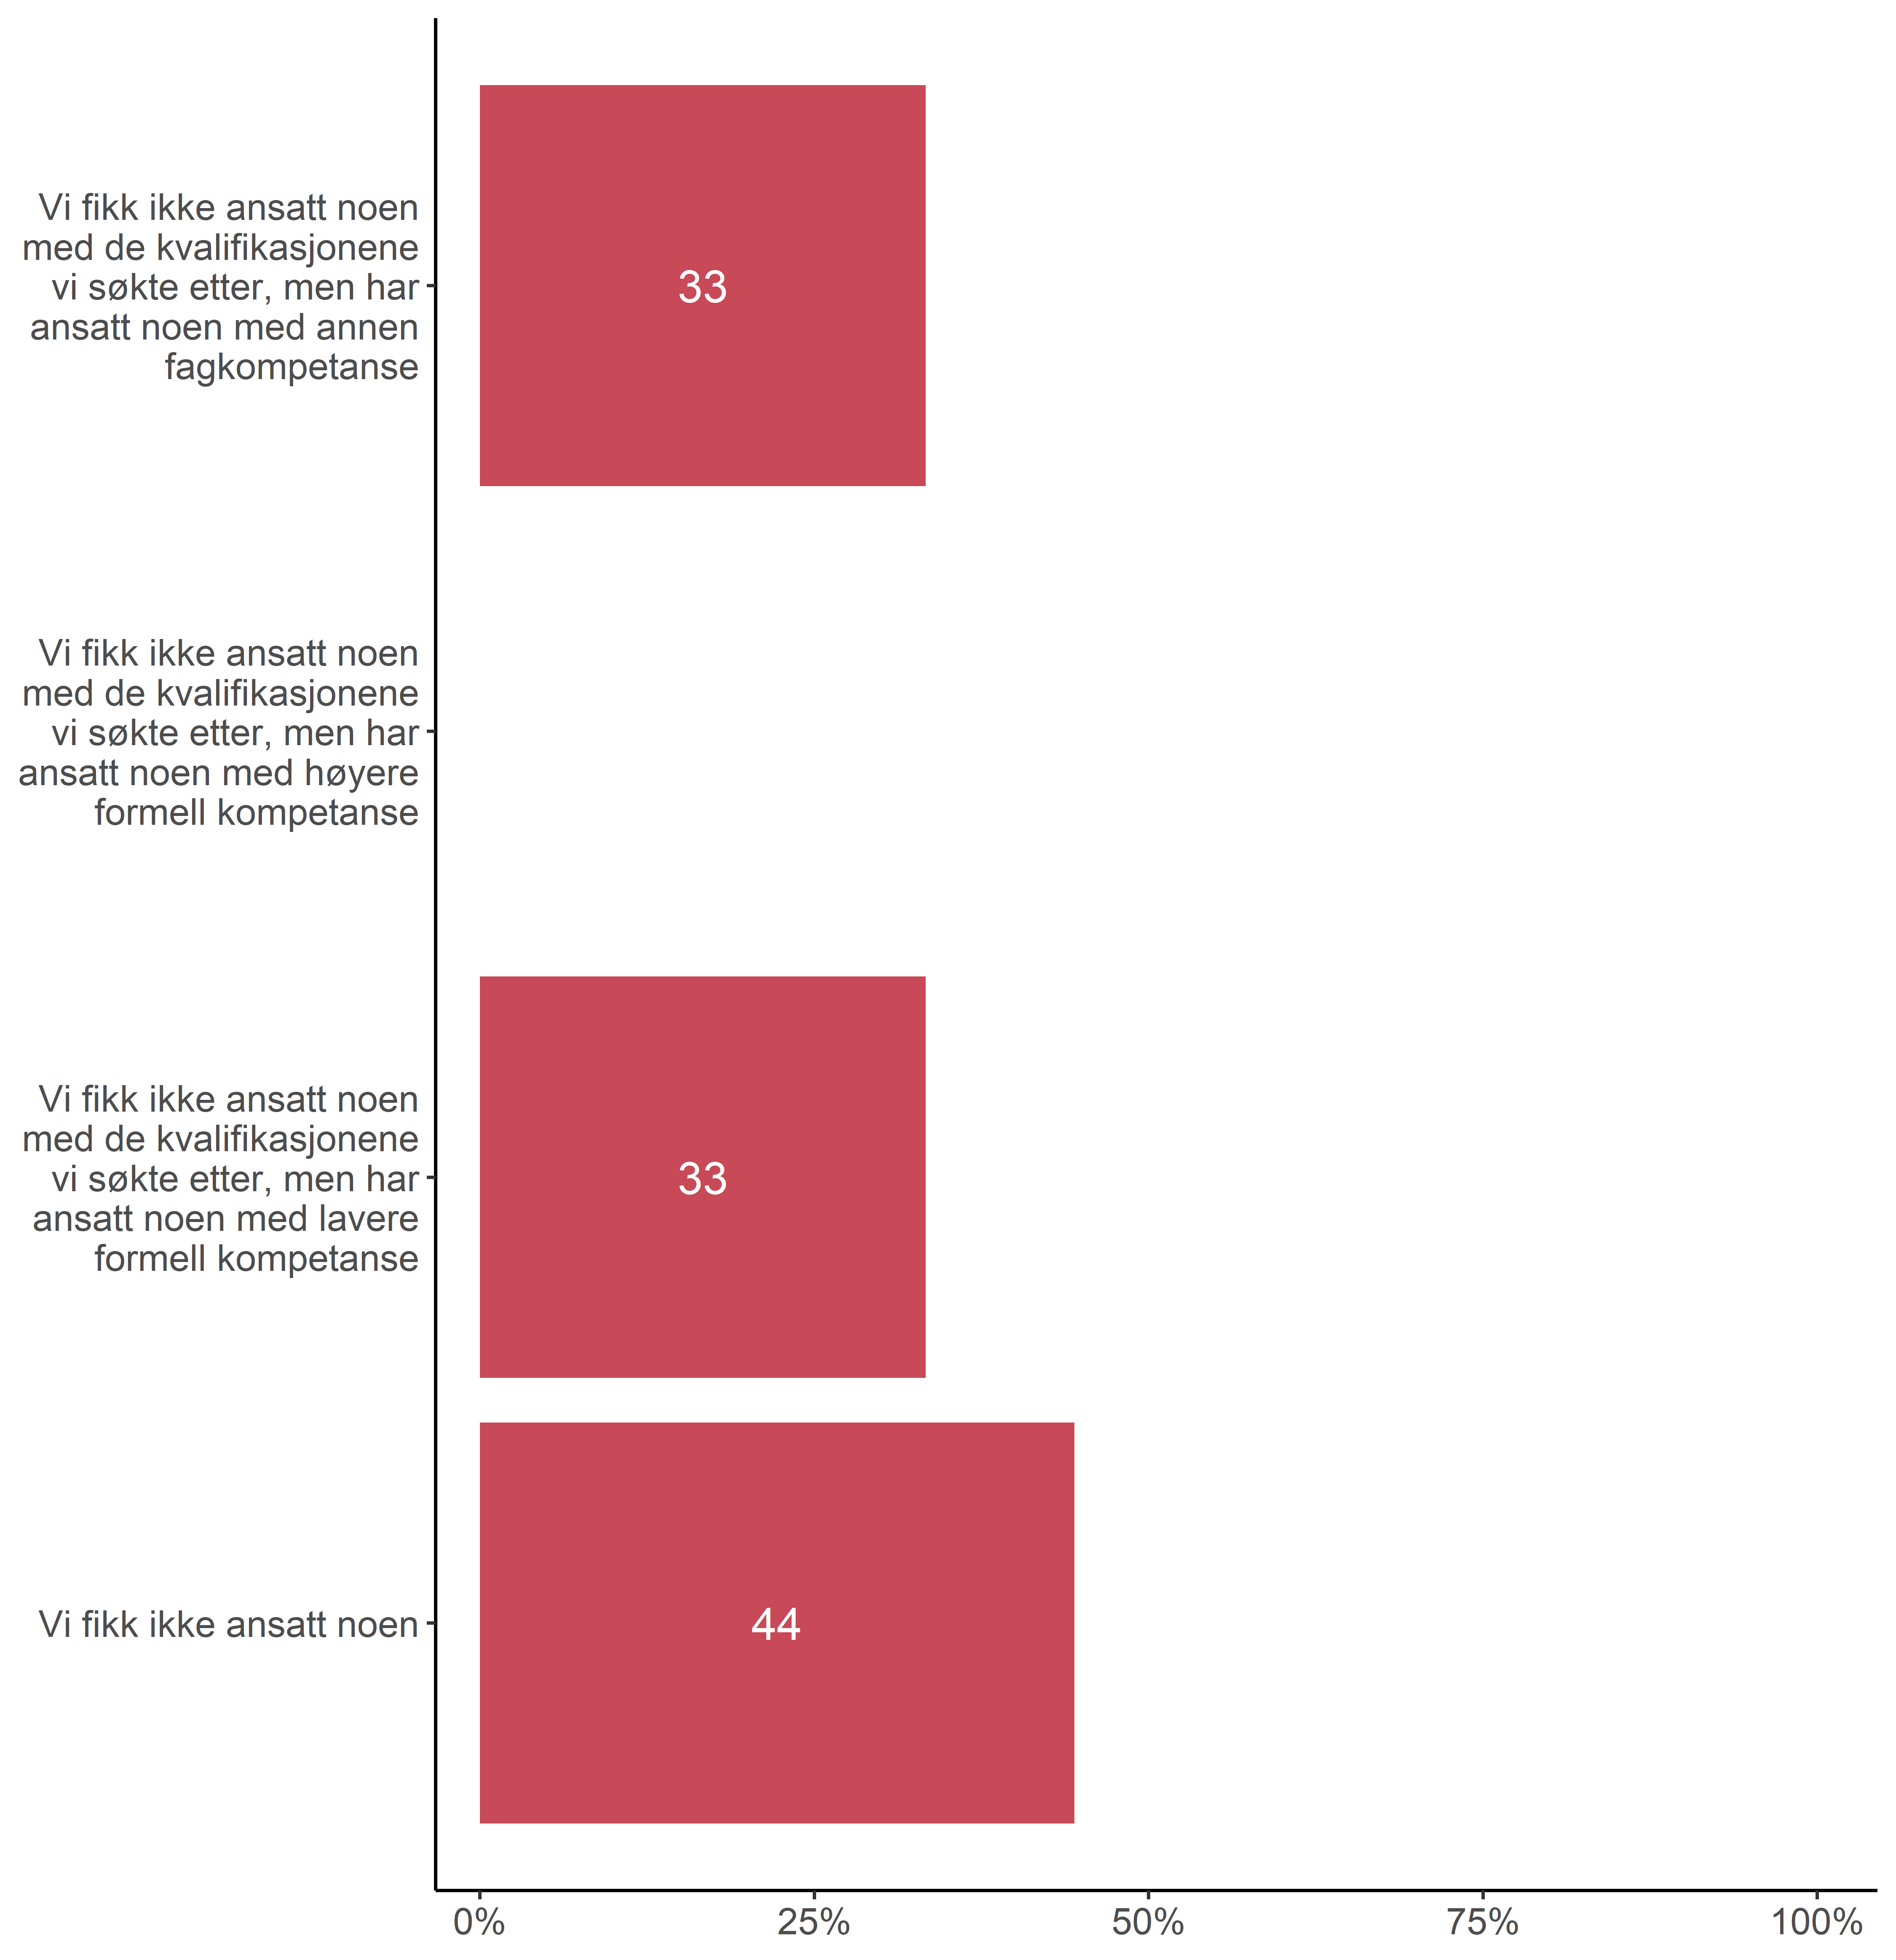 Vi fikk ikke ansatt noen
med de kvalifikasjonene
vi søkte etter, men har
ansatt noen med annen
fagkompetanse
33
Vi fikk ikke ansatt noen
med de kvalifikasjonene
vi søkte etter, men har
ansatt noen med høyere
formell kompetanse
Vi fikk ikke ansatt noen
med de kvalifikasjonene
vi søkte etter, men har
ansatt noen med lavere
formell kompetanse
33
Vi fikk ikke ansatt noen
44
0% 25% 50% 75% 100%